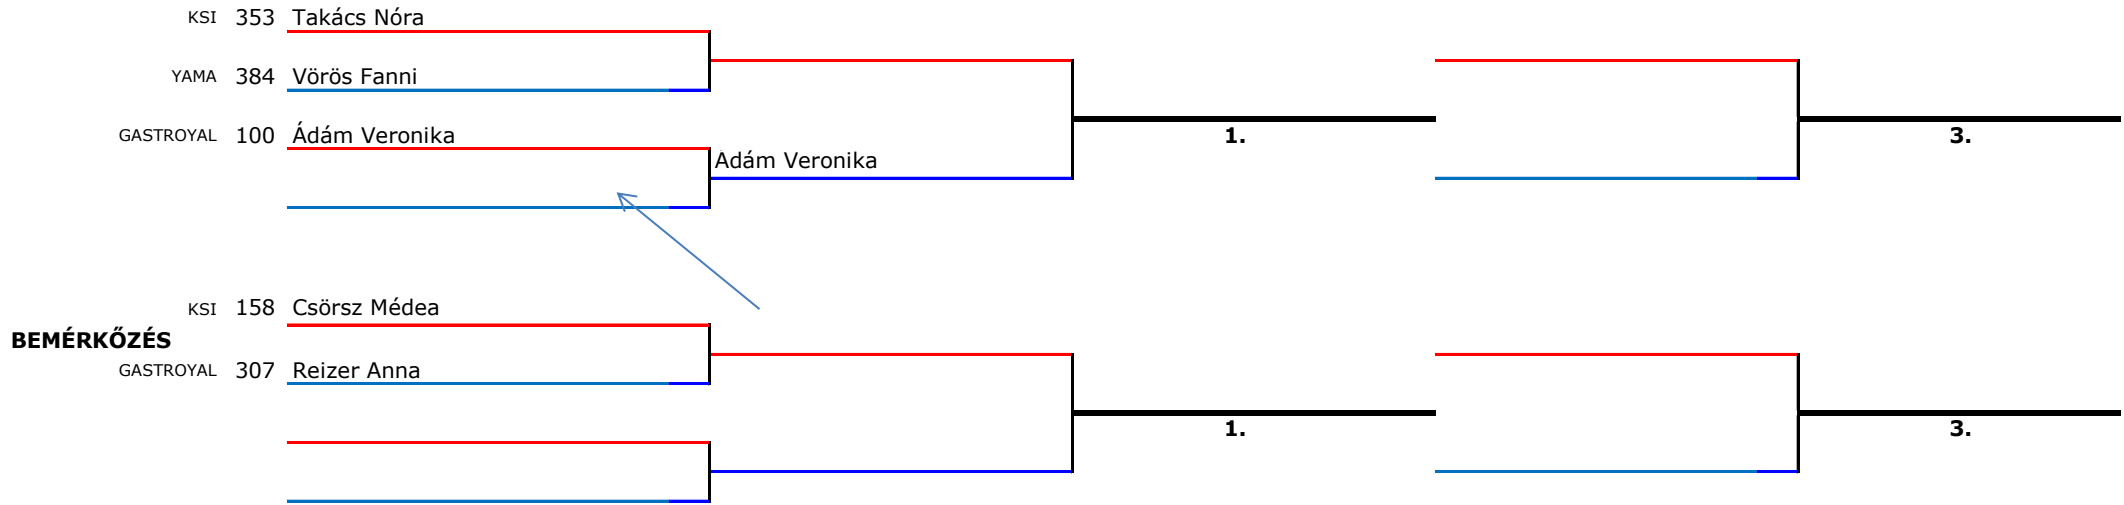 KSI 353 Takács Nóra
YAMA 384 Vörös Fanni
GASTROYAL 100 Ádám Veronika
1. 3.
Ádám Veronika
KSI 158 Csörsz Médea
BEMÉRKŐZÉS
GASTROYAL 307 Reizer Anna
1. 3.